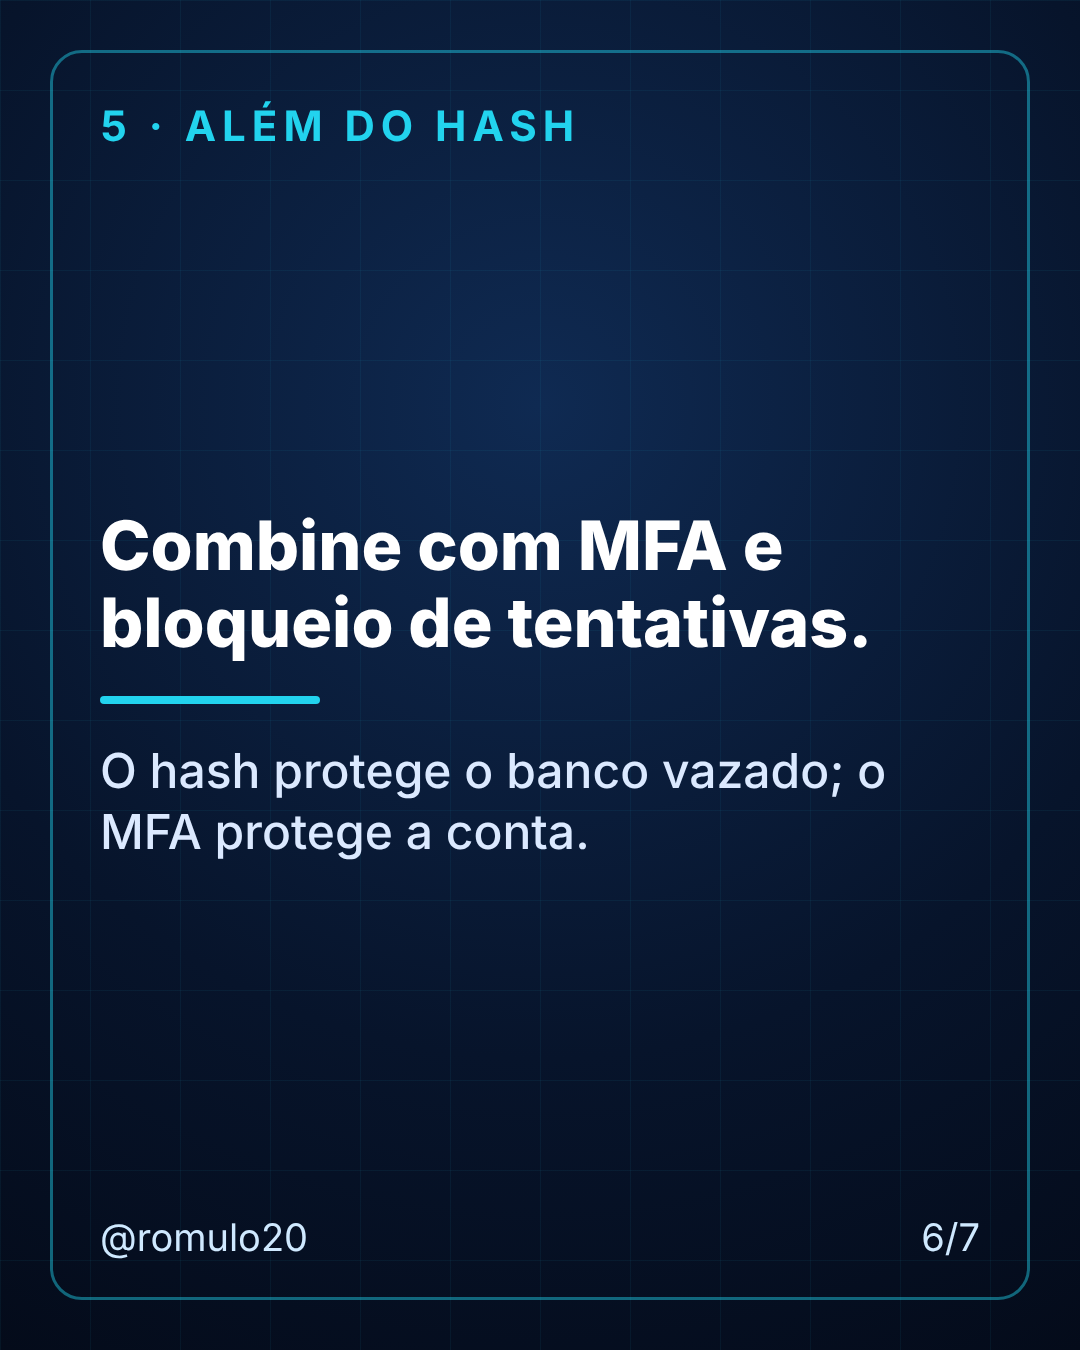 5 · ALÉM DO HASH
Combine com MFA e
bloqueio de tentativas.
O hash protege o banco vazado; o
MFA protege a conta.
@romulo20
6/7